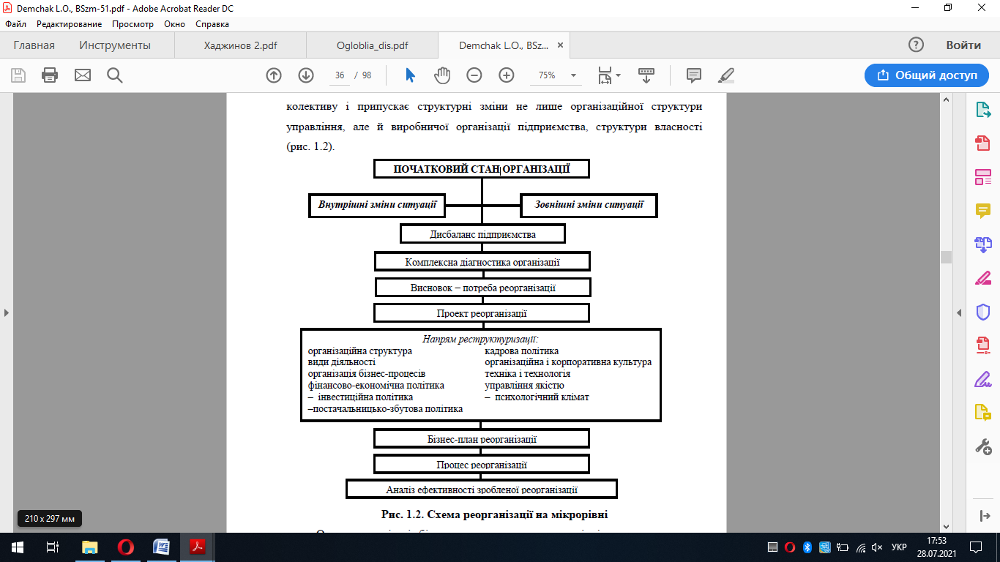 Demchak L.O., BSzm-51.pdf - Adobe Acrobat Reader DC
Файл Редактирование Просмотр Окно Справка
Главная Инструменты Хаджинов 2.pdf Ogloblia_dis.pdf Demchak L.O., BSz... Войти
36 / 98 75% Общий доступ
колективу і припускає структурні зміни не лише організаційної структури
управління, але й виробничої організації підприємства, структури власності
(рис. 1.2).
ПОЧАТКОВИЙ СТАН ОРГАНІЗАЦІЇ
Внутрішні зміни ситуації Зовнішні зміни ситуації
Дисбаланс підприємства
Комплексна діагностика організації
Висновок – потреба реорганізації
Проект реорганізації
Напрям реструктуризації:
організаційна структура
види діяльності
організація бізнес-процесів
фінансово-економічна політика
– інвестиційна політика
–постачальницько-збутова політика
кадрова політика
організаційна і корпоративна культура
техніка і технологія
управління якістю
– психологічний клімат
Бізнес-план реорганізації
Процес реорганізації
Аналіз ефективності зробленої реорганізації
Рис. 1.2. Схема реорганізації на мікрорівні
210 x 297 мм
УКР
17:53
28.07.2021